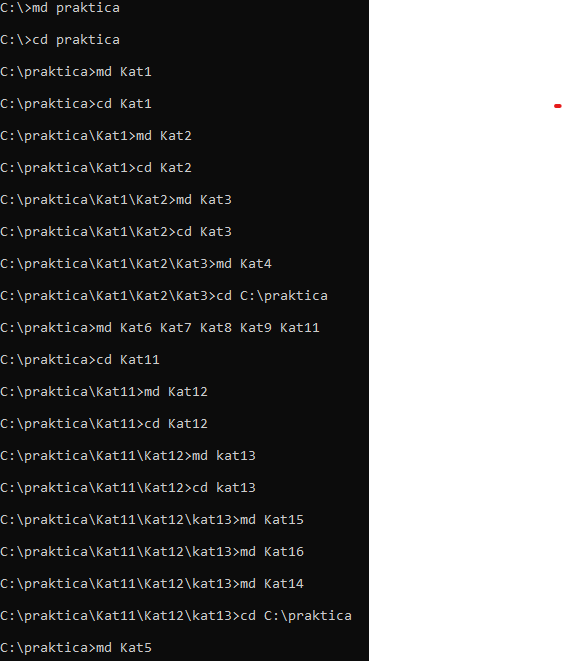 C:\>md praktica
C:\>cd praktica
C:\praktica>md Kat1
C:\praktica>cd Kat1
C:\praktica\Kat1>md Kat2
C:\praktica\Kat1>cd Kat2
C:\praktica\Kat1\Kat2>md Kat3
C:\praktica\Kat1\Kat2>cd Kat3
C:\praktica\Kat1\Kat2\Kat3>md Kat4
C:\praktica\Kat1\Kat2\Kat3>cd C:\praktica
C:\praktica>md Kat6 Kat7 Kat8 Kat9 Kat11
C:\praktica>cd Kat11
C:\praktica\Kat11>md Kat12
C:\praktica\Kat11>cd Kat12
C:\praktica\Kat11\Kat12>md kat13
C:\praktica\Kat11\Kat12>cd kat13
C:\praktica\Kat11\Kat12\kat13>md Kat15
C:\praktica\Kat11\Kat12\kat13>md Kat16
C:\praktica\Kat11\Kat12\kat13>md Kat14
C:\praktica\Kat11\Kat12\kat13>cd C:\praktica
C:\praktica>md Kat5